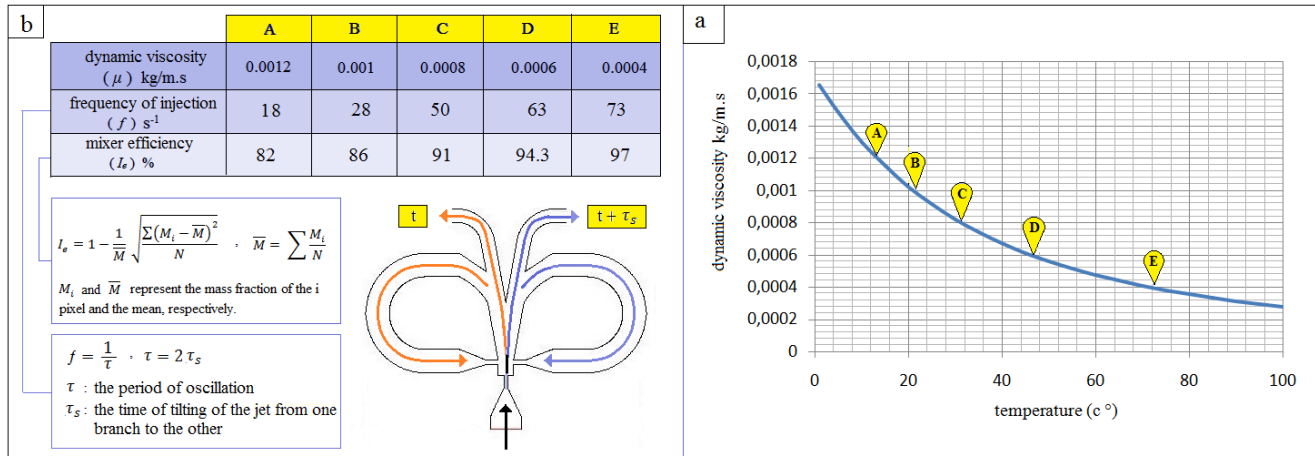 b
A B C D E
dynamic viscosity
(μ) kg/m.s 0.0012 0.001 0.0008 0.0006 0.0004
frequency of injection
(f) s⁻¹ 18 28 50 63 73
mixer efficiency
(Iₑ) % 82 86 91 94.3 97
Iₑ = 1 − 1/M̅ √(Σ(Mᵢ − M̅)²/N) , M̅ = ∑ Mᵢ/N
Mᵢ and M̅ represent the mass fraction of the i
pixel and the mean, respectively.
f = 1/τ , τ = 2 τₛ
τ : the period of oscillation
τₛ : the time of tilting of the jet from one
branch to the other
t
t + τₛ
a
dynamic viscosity kg/m.s
0,0018
0,0016
0,0014
0,0012
0,001
0,0008
0,0006
0,0004
0,0002
0
A
B
C
D
E
0 20 40 60 80 100
temperature (c °)